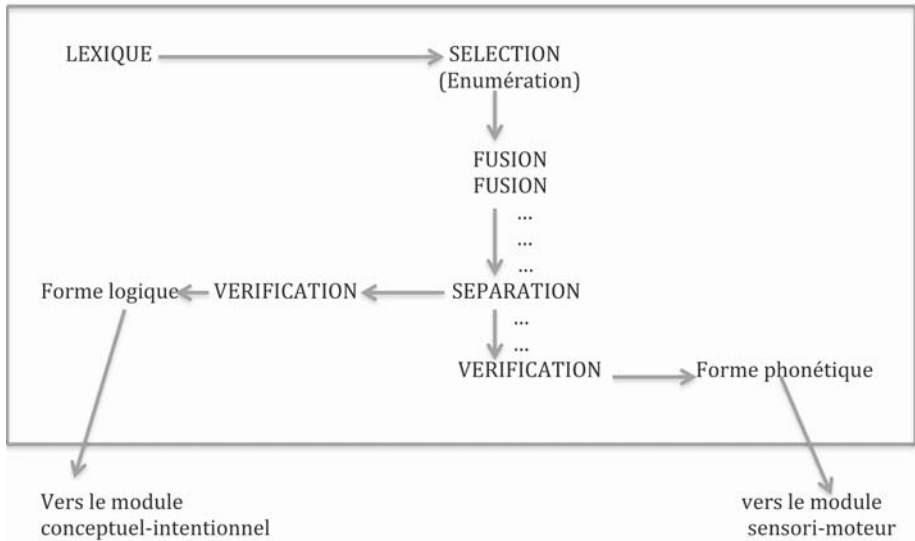 LEXIQUE SELECTION
(Enumération)
FUSION
FUSION
...
...
...
Forme logique VERIFICATION SEPARATION
...
...
VERIFICATION Forme phonétique
Vers le module vers le module
conceptuel-intentionnel sensori-moteur